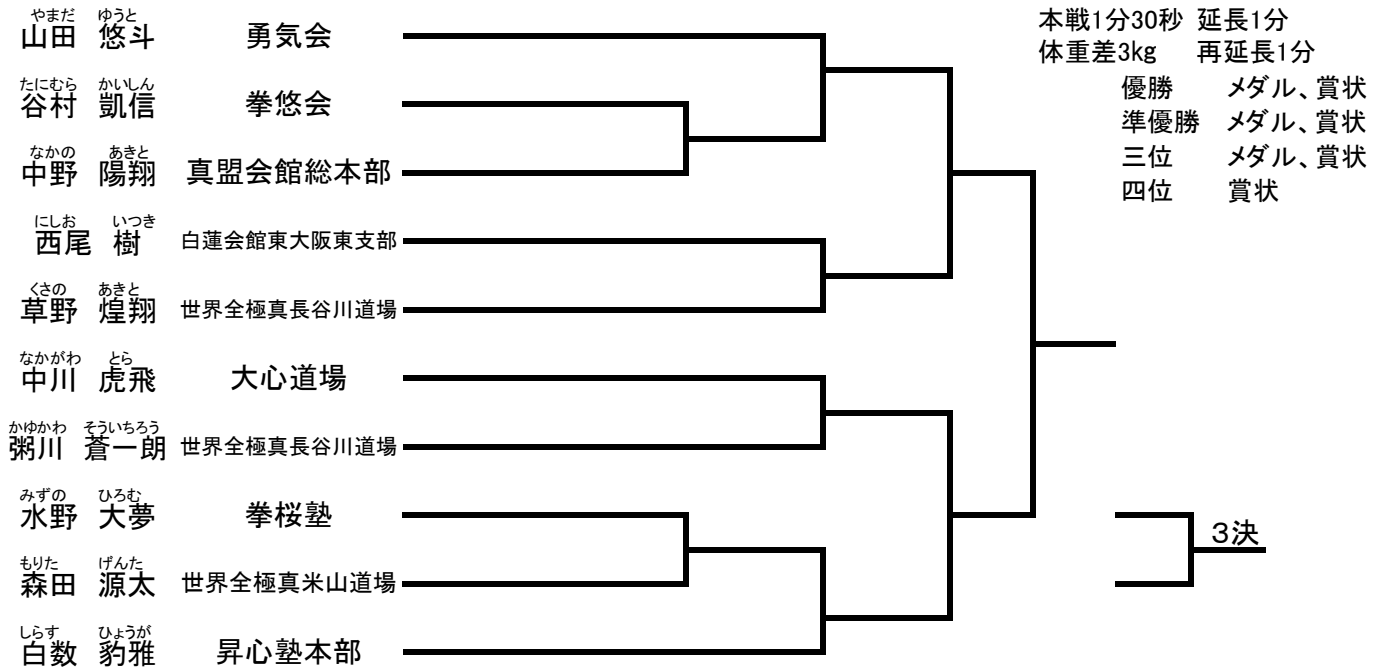 やまだ ゆうと
山田 悠斗 勇気会
たにむら かいしん
谷村 凱信 拳悠会
なかの あきと
中野 陽翔 真盟会館総本部
にしお いつき
西尾 樹 白蓮会館東大阪東支部
くさの あきと
草野 煌翔 世界全極真長谷川道場
なかがわ とら
中川 虎飛 大心道場
かゆかわ そういちろう
粥川 蒼一朗 世界全極真長谷川道場
みずの ひろむ
水野 大夢 拳桜塾
もりた げんた
森田 源太 世界全極真米山道場
しらす ひょうが
白数 豹雅 昇心塾本部
本戦1分30秒 延長1分
体重差3kg 再延長1分
優勝 メダル、賞状
準優勝 メダル、賞状
三位 メダル、賞状
四位 賞状
３決